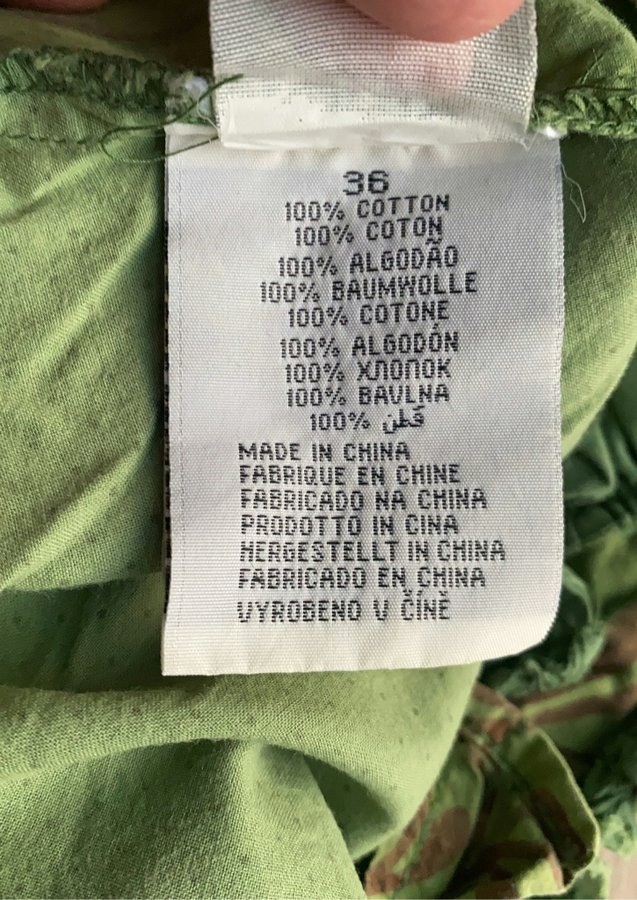 36
100% COTTON
100% COTON
100% ALGODÃO
100% BAUMWOLLE
100% COTONE
100% ALGODÓN
100% ХЛОПОК
100% BAVLNA
100% قطن
MADE IN CHINA
FABRIQUE EN CHINE
FABRICADO NA CHINA
PRODOTTO IN CINA
HERGESTELLT IN CHINA
FABRICADO EN CHINA
VYROBENO V ČÍNĚ